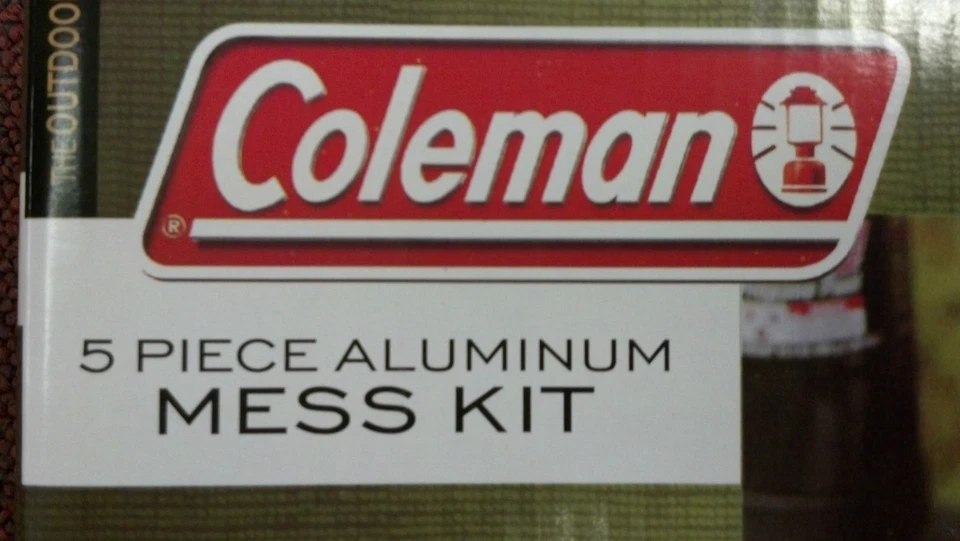 THE OUTDOO
Coleman
®
5 PIECE ALUMINUM
MESS KIT